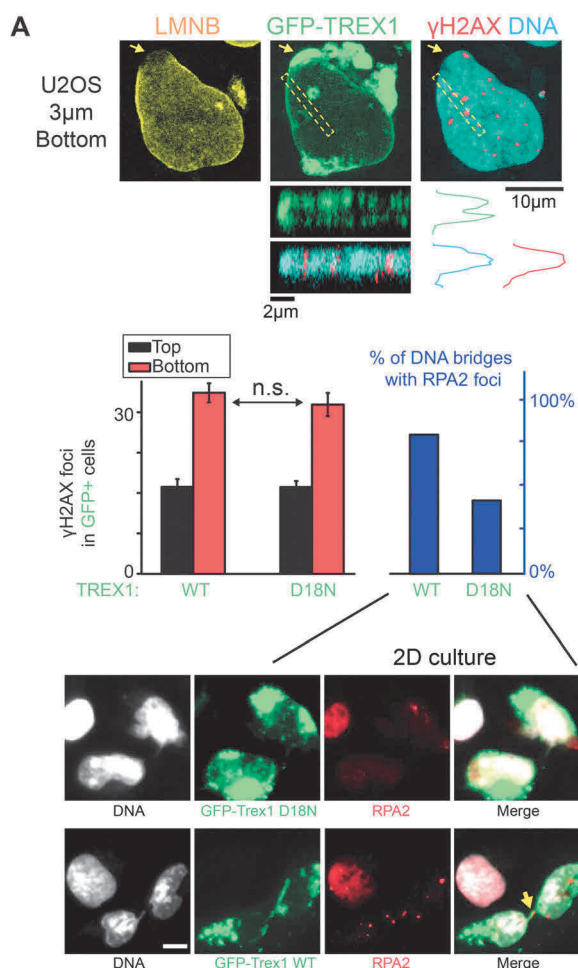 A
LMNB
GFP-TREX1
γH2AX DNA
U2OS
3µm
Bottom
10µm
2µm
Top
Bottom
n.s.
30
0
γH2AX foci
in GFP+ cells
TREX1:
WT
D18N
% of DNA bridges
with RPA2 foci
100%
0%
WT
D18N
2D culture
DNA
GFP-Trex1 D18N
RPA2
Merge
DNA
GFP-Trex1 WT
RPA2
Merge